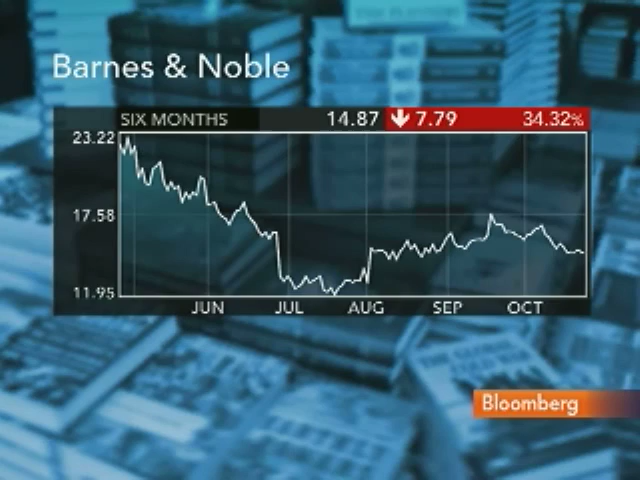 Barnes & Noble
SIX MONTHS 14.87 7.79 34.32%
23.22
17.58
11.95
JUN JUL AUG SEP OCT
Bloomberg